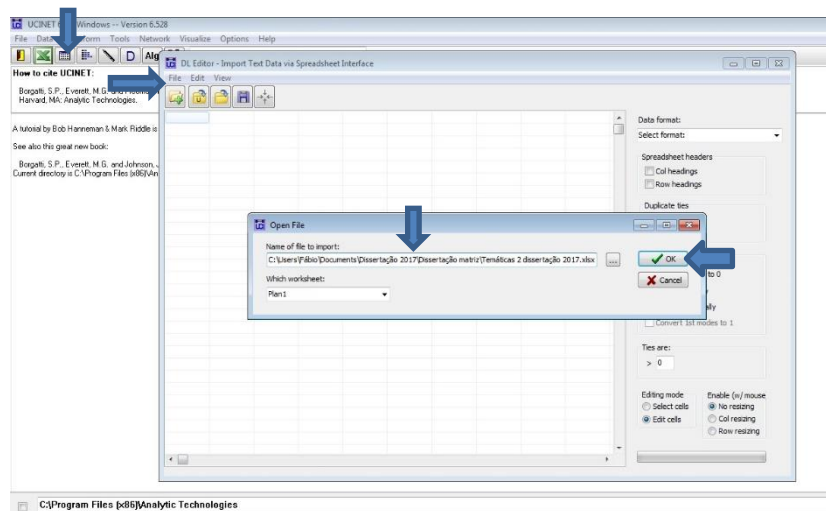 UCINET 6 Windows -- Version 6.528
File Data Tools Network Visualize Options Help
D Alg
How to cite UCINET:
Borgatti, S.P., Everett, M.G. and
Harvard, MA: Analytic Technologies.
A tutorial by Bob Hanneman & Mark Riddle is
See also this great new book:
Borgatti, S.P., Everett, M.G. and Johnson, J
Current directory is C:\Program Files (x86)\An
DL Editor - Import Text Data via Spreadsheet Interface
File Edit View
Data format:
Select format:
Spreadsheet headers
Col headings
Row headings
Duplicate ties
Open File
Name of file to import:
C:\Users\Fábio\Documents\Dissertação 2017\Dissertação matriz\Temáticas 2 dissertação 2017.xlsx
...
OK
Which worksheet:
Plan1
Cancel
to 0
ally
Convert 1st modes to 1
Ties are:
> 0
Editing mode
Select cells
Edit cells
Enable (w/ mouse
No resizing
Col resizing
Row resizing
C:\Program Files (x86)\Analytic Technologies